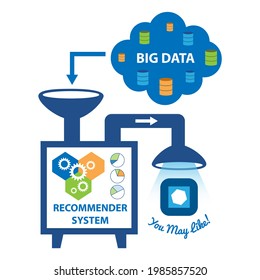 BIG DATA
RECOMMENDER
SYSTEM
You May Like!
shutterstock.com · 1985857520